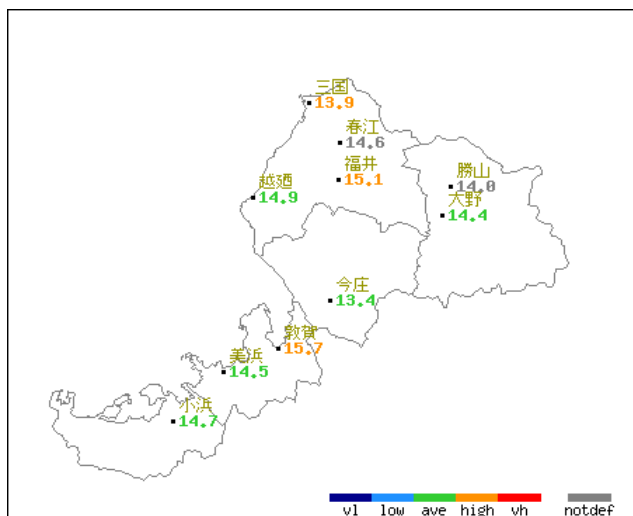 三国
13.9
春江
14.6
福井
15.1
越廼
14.9
勝山
14.0
大野
14.4
今庄
13.4
敦賀
15.7
美浜
14.5
小浜
14.7
vl low ave high vh notdef